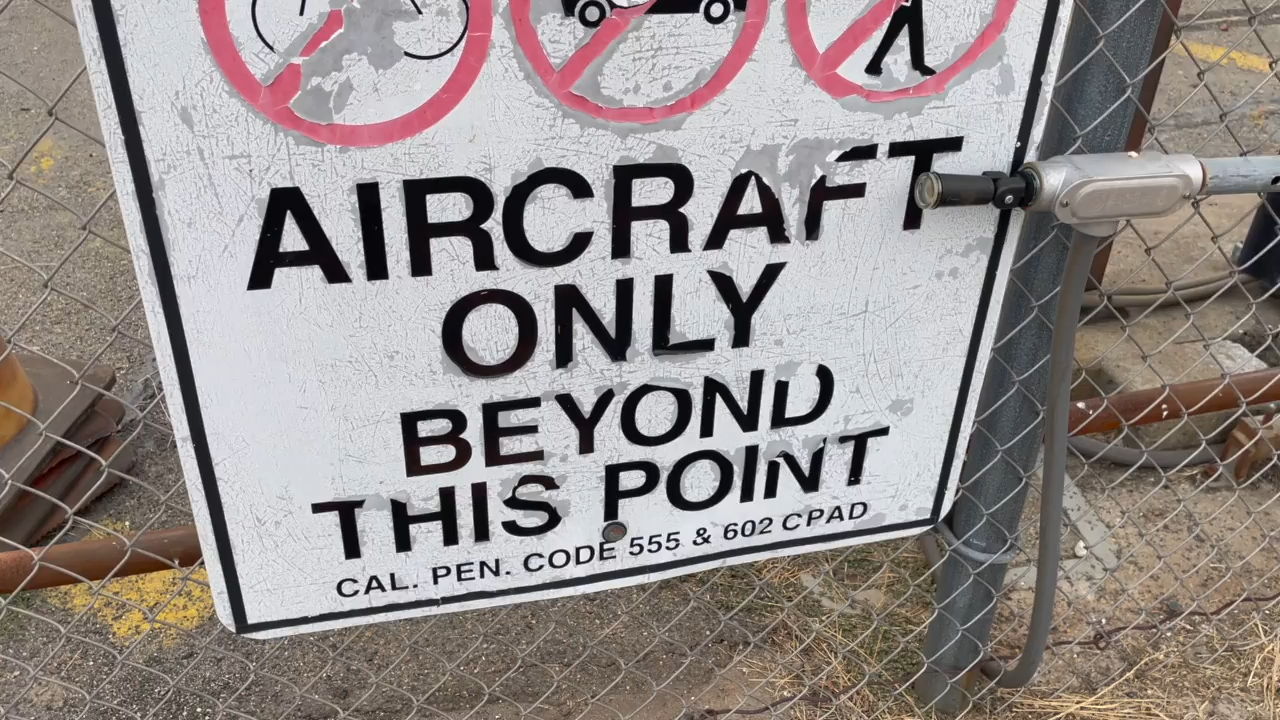 AIRCRAFT
ONLY
BEYOND
THIS POINT
CAL. PEN. CODE 555 & 602 CPAD